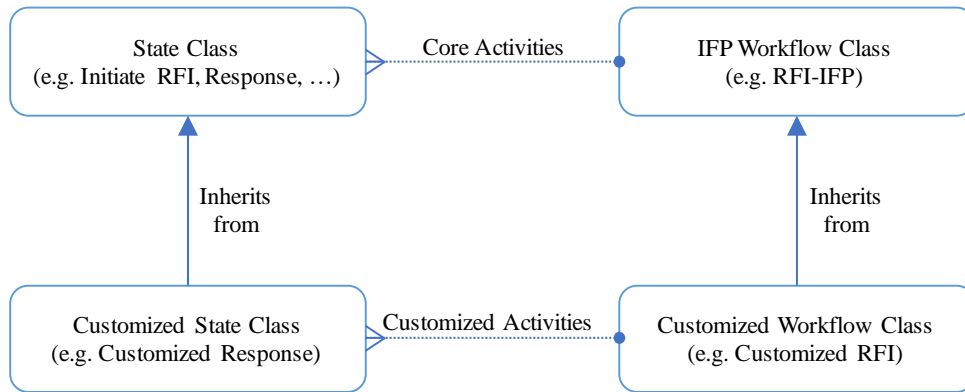 State Class
(e.g. Initiate RFI, Response, …)
Core Activities
IFP Workflow Class
(e.g. RFI-IFP)
Inherits
from
Inherits
from
Customized State Class
(e.g. Customized Response)
Customized Activities
Customized Workflow Class
(e.g. Customized RFI)